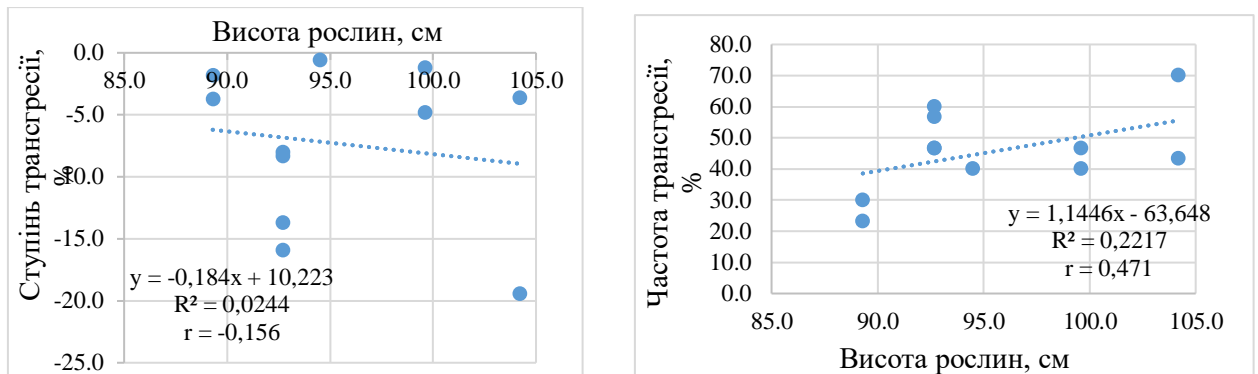 Висота рослин, см
0.0
85.0 90.0 95.0 100.0 105.0
-5.0
-10.0
-15.0
-20.0
-25.0
Ступінь трансгресії,
%
y = -0,184x + 10,223
R² = 0,0244
r = -0,156
80.0
70.0
60.0
50.0
40.0
30.0
20.0
10.0
0.0
85.0 90.0 95.0 100.0 105.0
Частота трансгресії,
%
y = 1,1446x - 63,648
R² = 0,2217
r = 0,471
Висота рослин, см